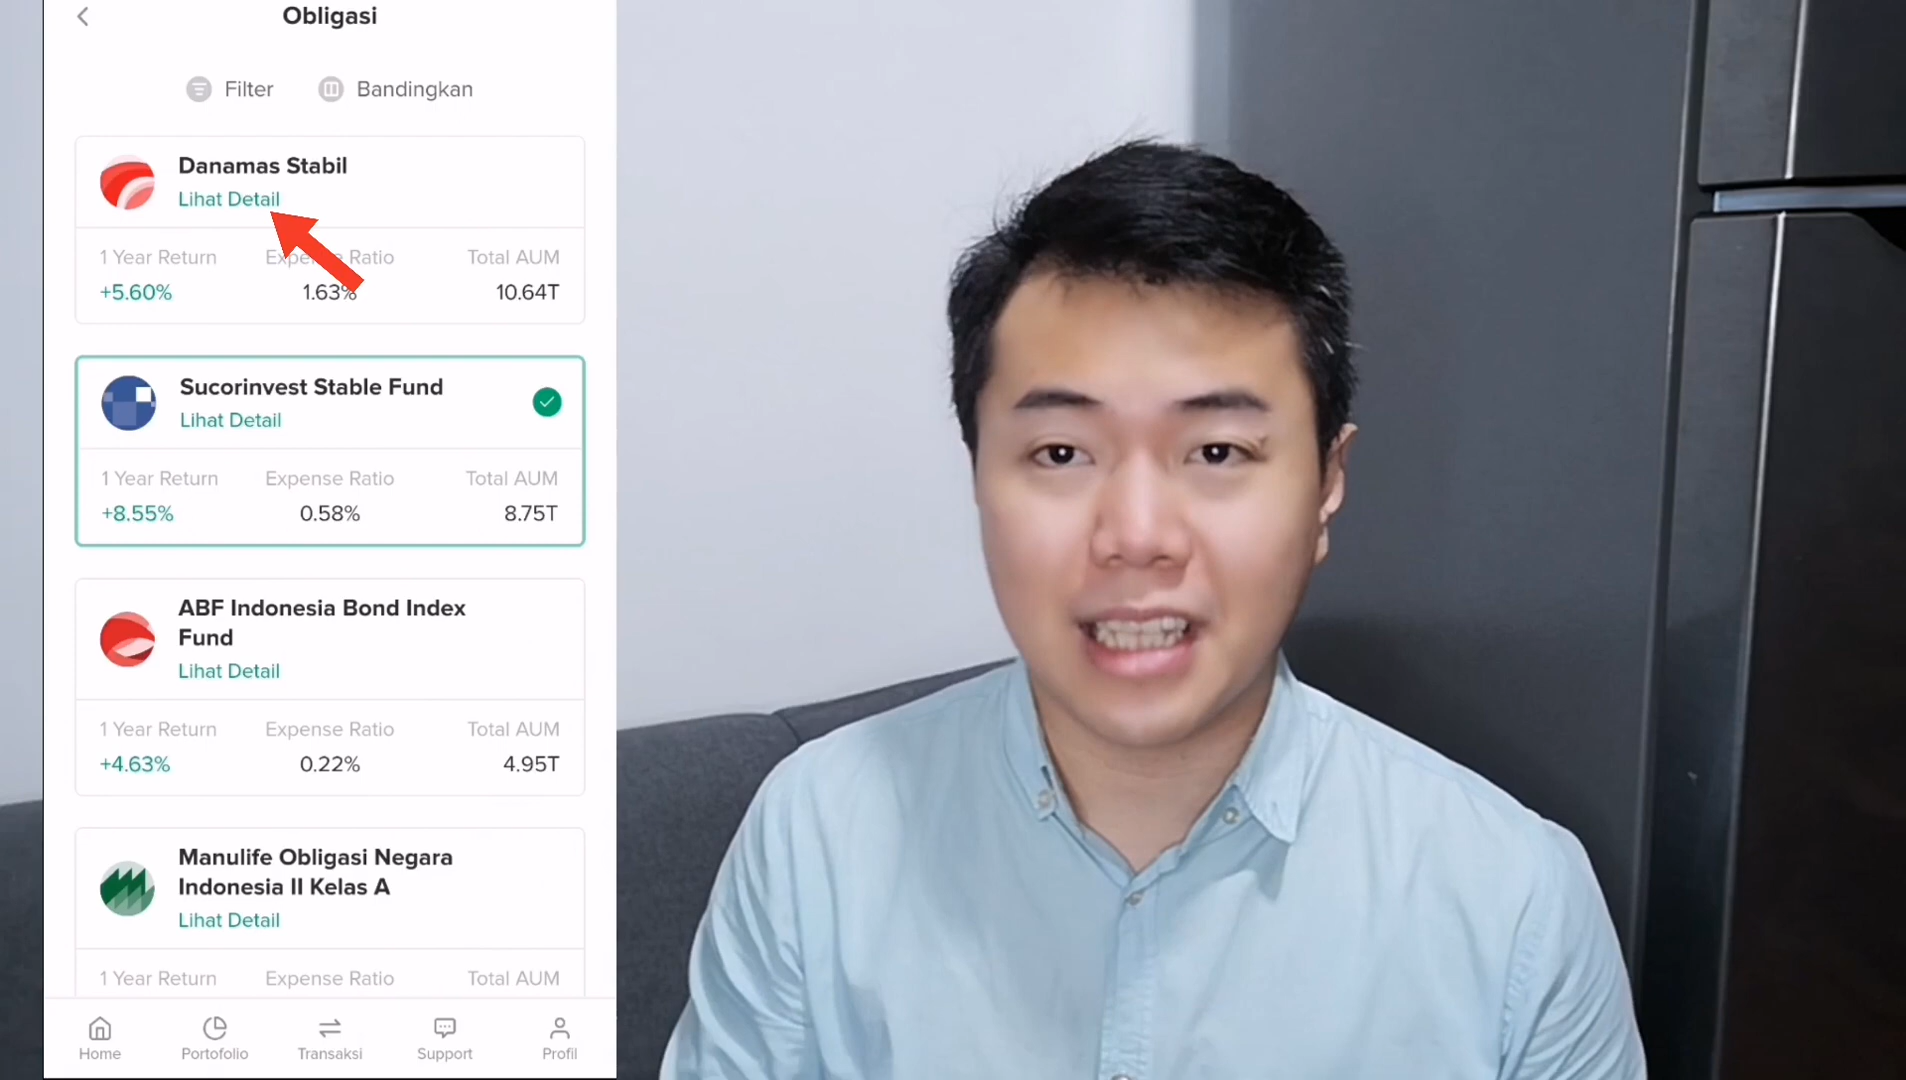 Obligasi
Filter
Bandingkan
Danamas Stabil
Lihat Detail
1 Year Return
Expense Ratio
Total AUM
+5.60%
1.63%
10.64T
Sucorinvest Stable Fund
Lihat Detail
1 Year Return
Expense Ratio
Total AUM
+8.55%
0.58%
8.75T
ABF Indonesia Bond Index
Fund
Lihat Detail
1 Year Return
Expense Ratio
Total AUM
+4.63%
0.22%
4.95T
Manulife Obligasi Negara
Indonesia II Kelas A
Lihat Detail
1 Year Return
Expense Ratio
Total AUM
Home
Portofolio
Transaksi
Support
Profil